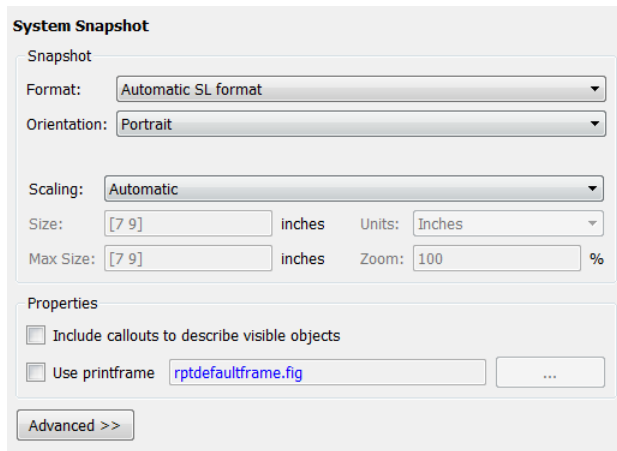 System Snapshot
Snapshot
Format: Automatic SL format
Orientation: Portrait
Scaling: Automatic
Size: [7 9] inches Units: Inches
Max Size: [7 9] inches Zoom: 100 %
Properties
Include callouts to describe visible objects
Use printframe rptdefaultframe.fig ...
Advanced >>